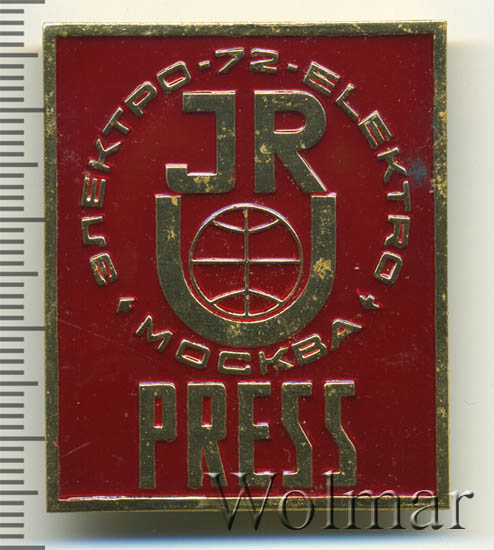 ЭЛЕКТРО-72-ELEKTRO
JR
U
МОСКВА
PRESS
Wolmar